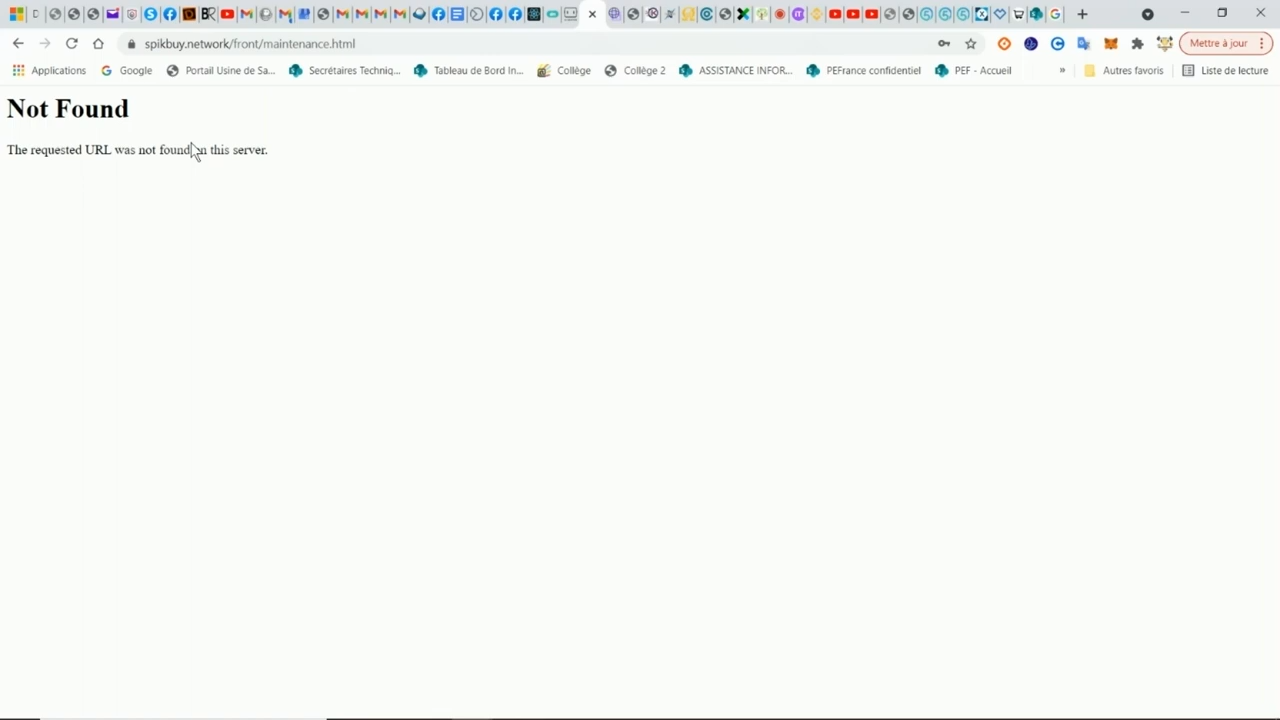 spikbuy.network/front/maintenance.html
Mettre à jour
Applications
Google
Portail Usine de Sa...
Secrétaires Techniq...
Tableau de Bord In...
Collège
Collège 2
ASSISTANCE INFOR...
PEFrance confidentiel
PEF - Accueil
»
Autres favoris
Liste de lecture
Not Found
The requested URL was not found on this server.